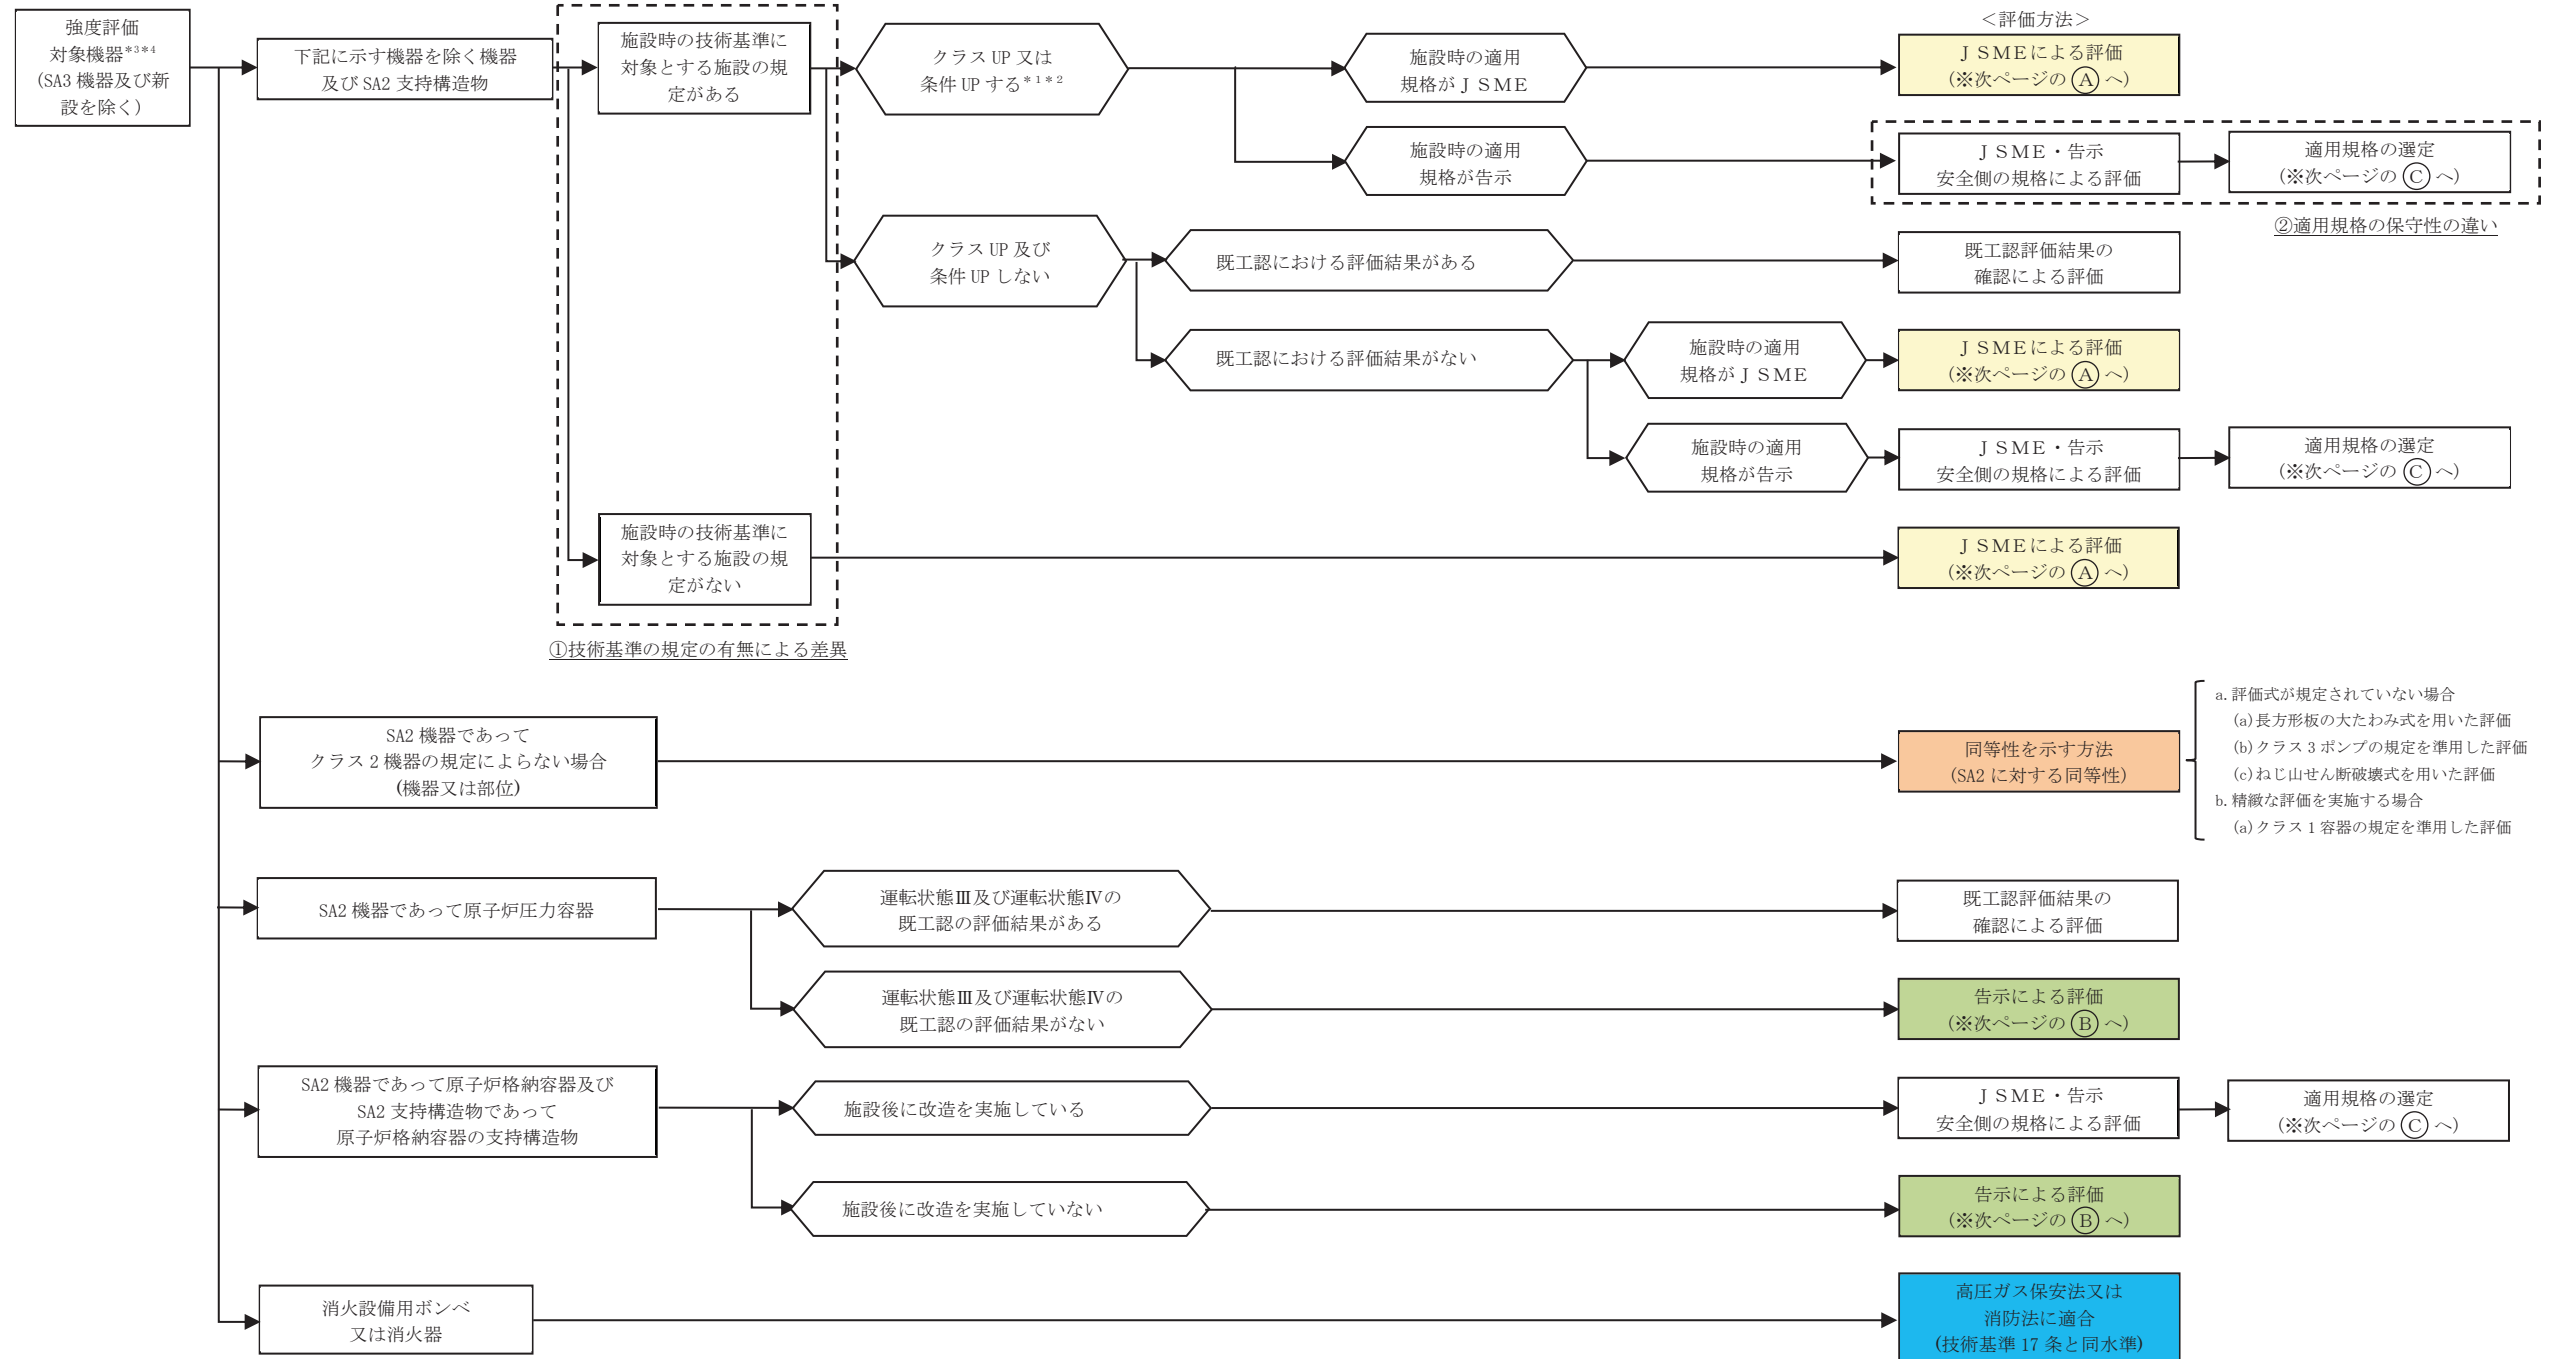 強度評価
対象機器*3*4
(SA3 機器及び新
設を除く)
下記に示す機器を除く機器
及び SA2 支持構造物
施設時の技術基準に
対象とする施設の規
定がある
クラス UP 又は
条件 UP する*1*2
施設時の適用
規格がJSME
＜評価方法＞
JSMEによる評価
(※次ページの Ⓐ へ)
施設時の適用
規格が告示
JSME・告示
安全側の規格による評価
適用規格の選定
(※次ページの Ⓒ へ)
②適用規格の保守性の違い
クラス UP 及び
条件 UP しない
既工認における評価結果がある
既工認評価結果の
確認による評価
既工認における評価結果がない
施設時の適用
規格がJSME
JSMEによる評価
(※次ページの Ⓐ へ)
施設時の適用
規格が告示
JSME・告示
安全側の規格による評価
適用規格の選定
(※次ページの Ⓒ へ)
施設時の技術基準に
対象とする施設の規
定がない
JSMEによる評価
(※次ページの Ⓐ へ)
①技術基準の規定の有無による差異
SA2 機器であって
クラス 2 機器の規定によらない場合
(機器又は部位)
同等性を示す方法
(SA2 に対する同等性)
a. 評価式が規定されていない場合
(a)長方形板の大たわみ式を用いた評価
(b)クラス 3 ポンプの規定を準用した評価
(c)ねじ山せん断破壊式を用いた評価
b. 精緻な評価を実施する場合
(a)クラス 1 容器の規定を準用した評価
SA2 機器であって原子炉圧力容器
運転状態Ⅲ及び運転状態Ⅳの
既工認の評価結果がある
既工認評価結果の
確認による評価
運転状態Ⅲ及び運転状態Ⅳの
既工認の評価結果がない
告示による評価
(※次ページの Ⓑ へ)
SA2 機器であって原子炉格納容器及び
SA2 支持構造物であって
原子炉格納容器の支持構造物
施設後に改造を実施している
JSME・告示
安全側の規格による評価
適用規格の選定
(※次ページの Ⓒ へ)
施設後に改造を実施していない
告示による評価
(※次ページの Ⓑ へ)
消火設備用ボンベ
又は消火器
高圧ガス保安法又は
消防法に適合
(技術基準 17 条と同水準)